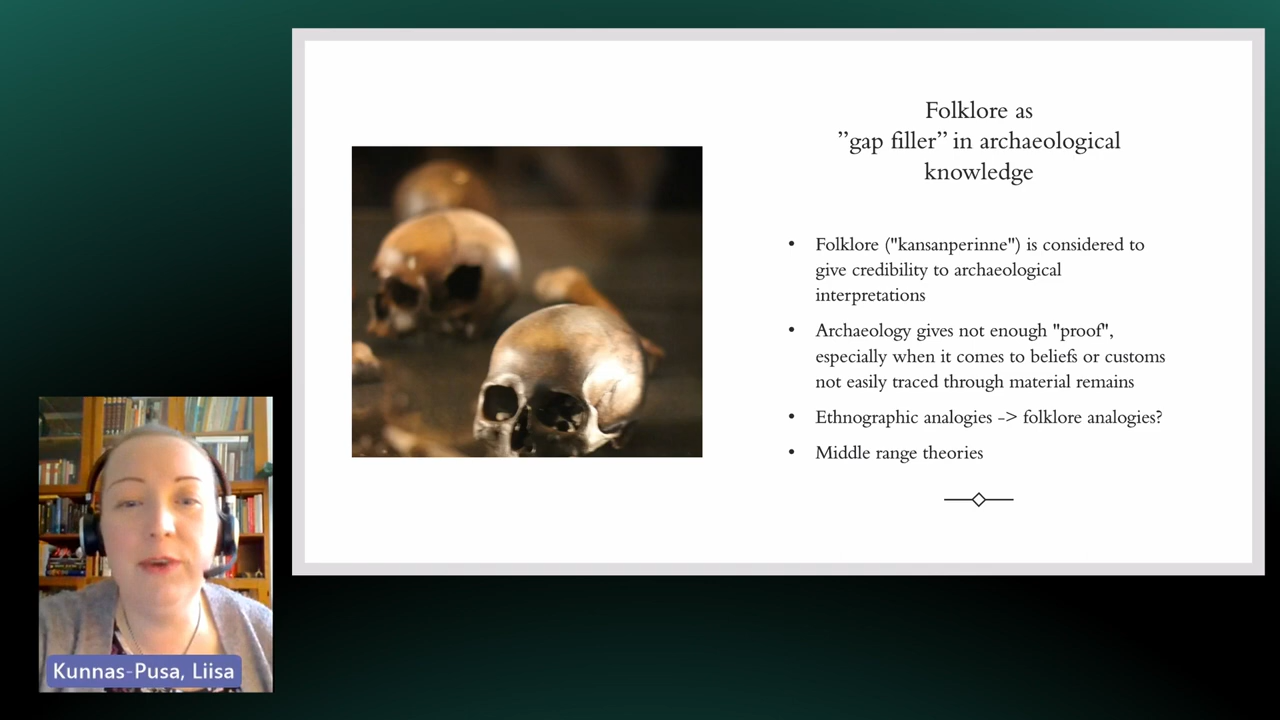 Folklore as
”gap filler” in archaeological
knowledge
• Folklore ("kansanperinne") is considered to
give credibility to archaeological
interpretations
• Archaeology gives not enough "proof",
especially when it comes to beliefs or customs
not easily traced through material remains
• Ethnographic analogies -> folklore analogies?
• Middle range theories
Kunnas-Pusa, Liisa